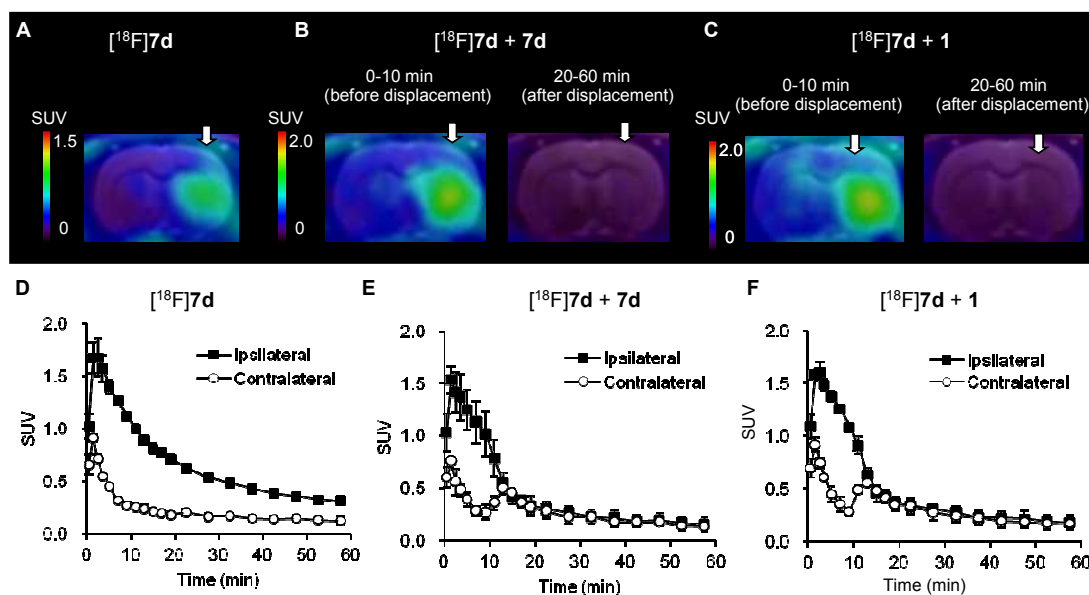 A
[¹⁸F]7d
B
[¹⁸F]7d + 7d
C
[¹⁸F]7d + 1
0-10 min
(before displacement)
20-60 min
(after displacement)
0-10 min
(before displacement)
20-60 min
(after displacement)
SUV
1.5
0
SUV
2.0
0
SUV
2.0
0
D
[¹⁸F]7d
2.0
1.5
1.0
0.5
0.0
SUV
Ipsilateral
Contralateral
0 10 20 30 40 50 60
Time (min)
E
[¹⁸F]7d + 7d
2.0
1.5
1.0
0.5
0.0
SUV
Ipsilateral
Contralateral
0 10 20 30 40 50 60
Time (min)
F
[¹⁸F]7d + 1
2.0
1.5
1.0
0.5
0.0
SUV
Ipsilateral
Contralateral
0 10 20 30 40 50 60
Time (min)